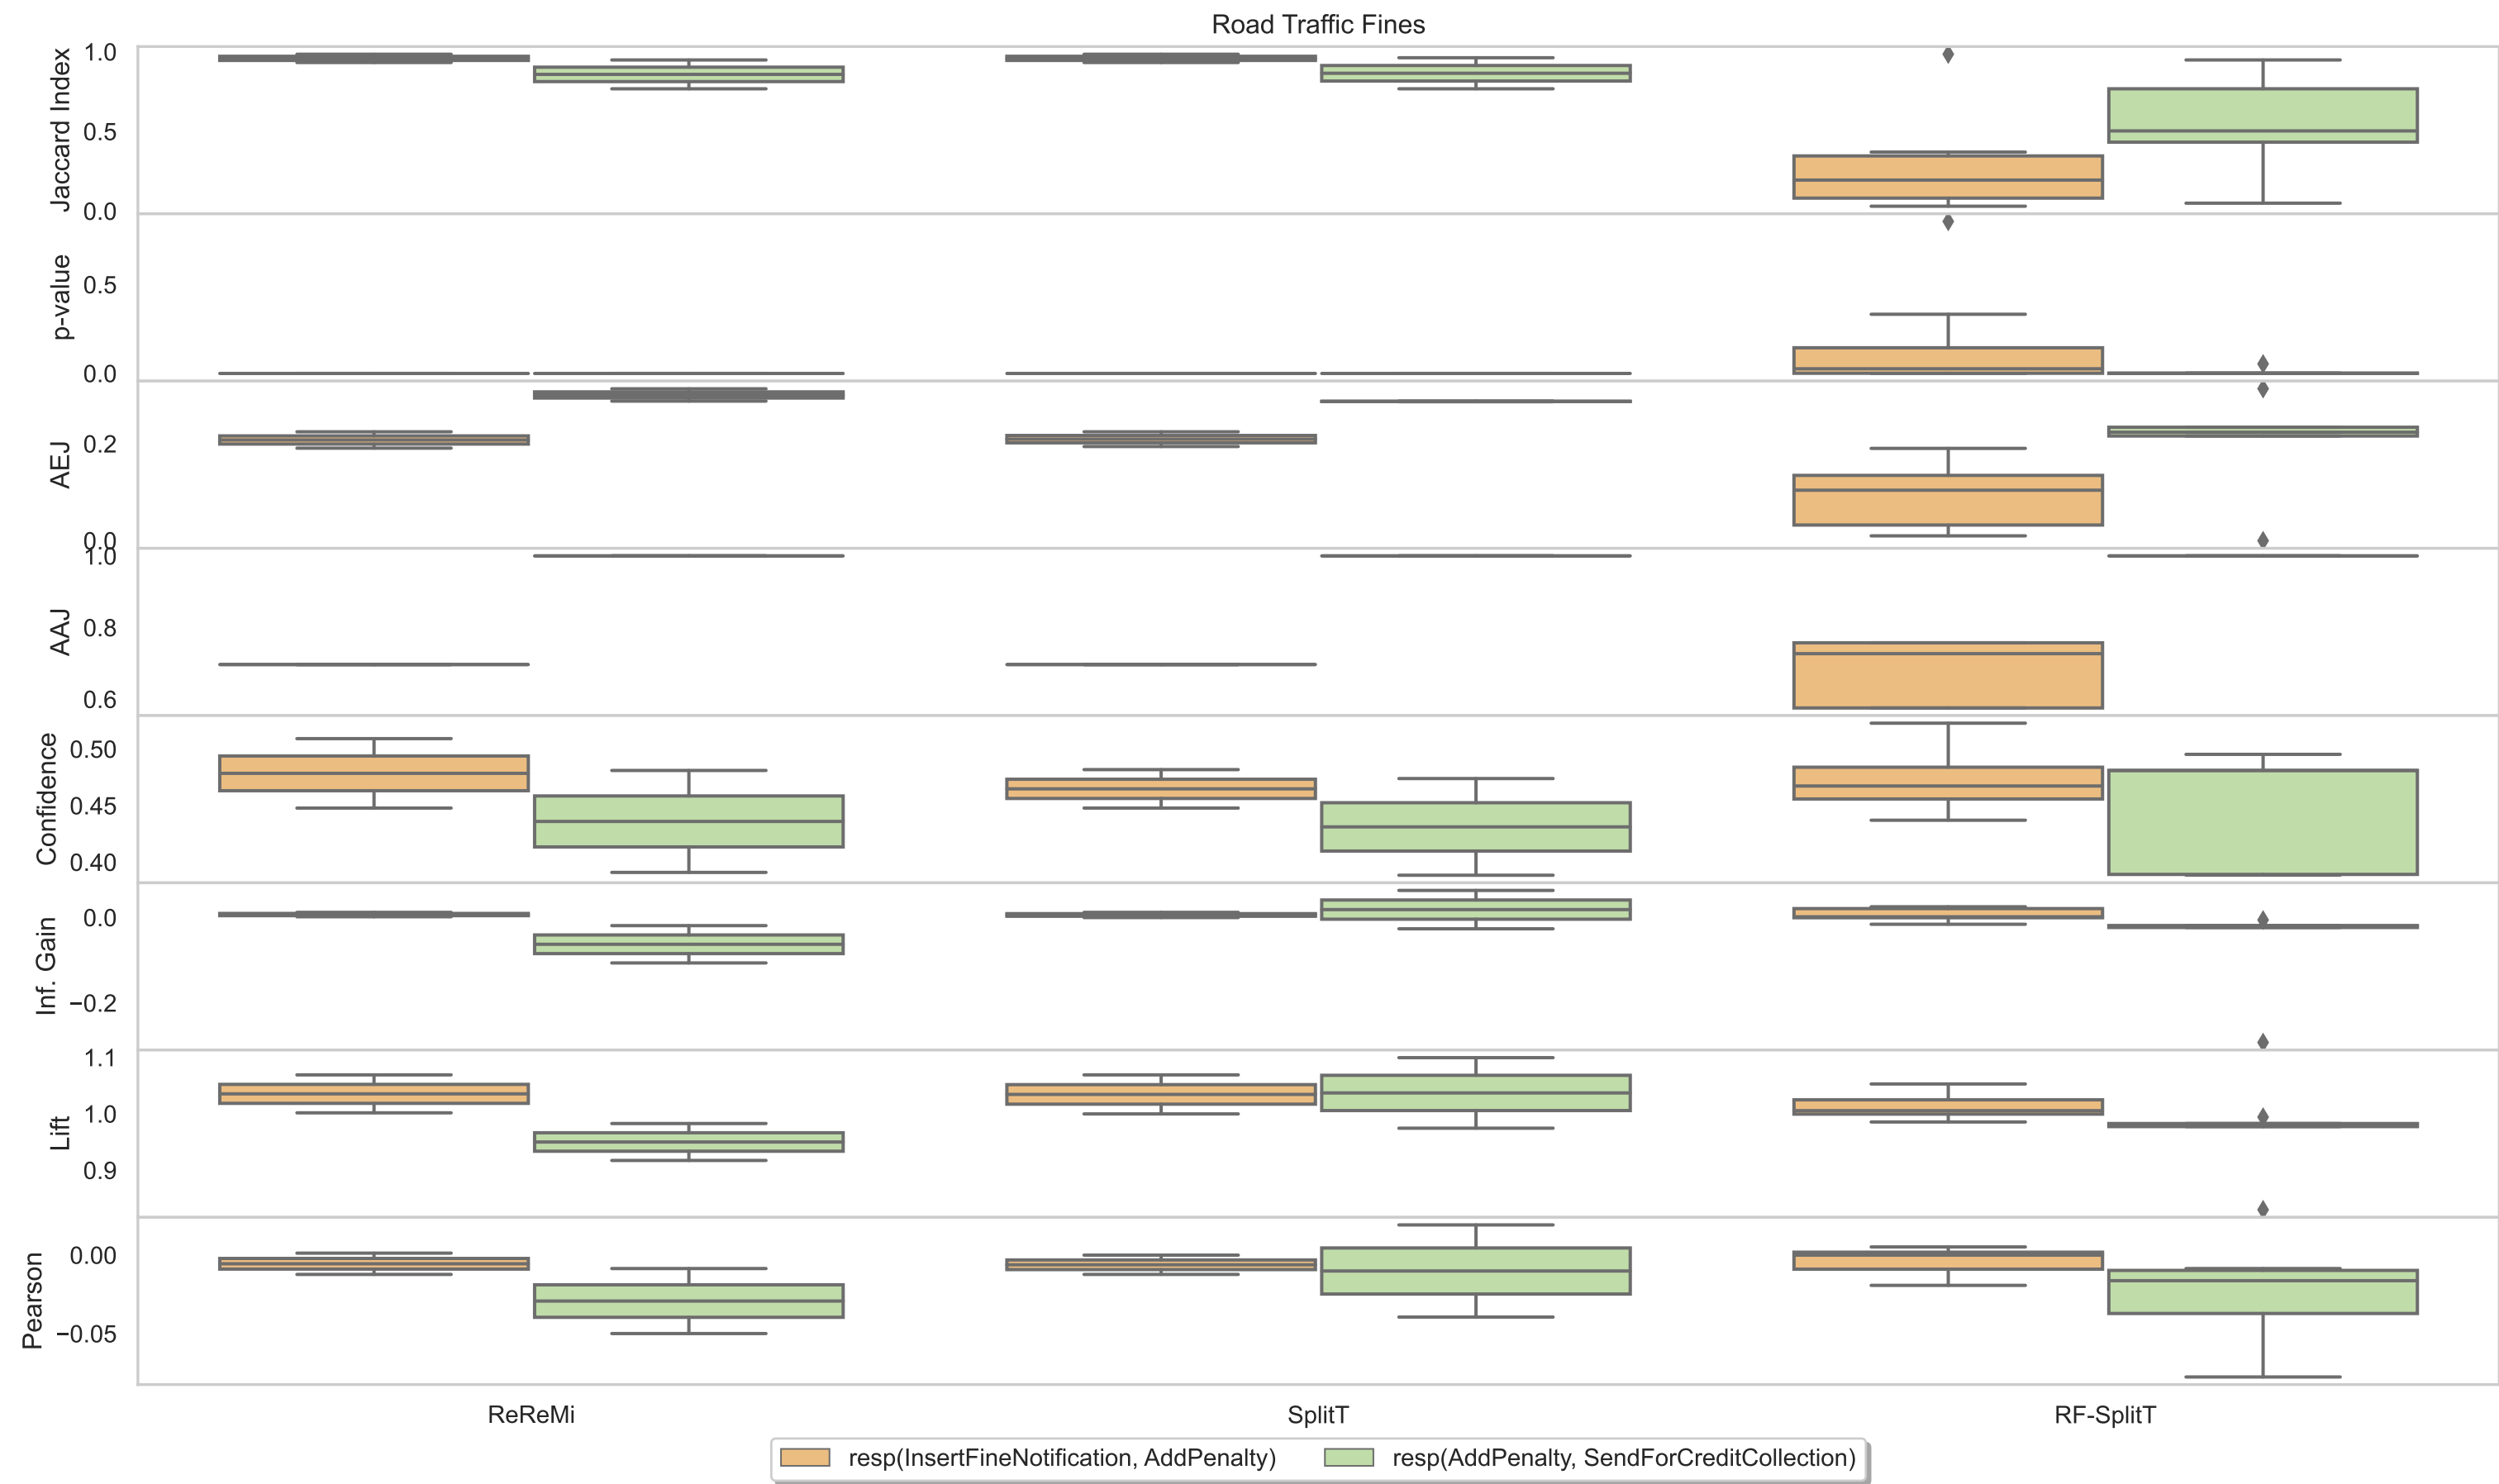 Road Traffic Fines
Jaccard Index
1.0
0.5
0.0
p-value
0.5
0.0
AEJ
0.2
0.0
AAJ
1.0
0.8
0.6
Confidence
0.50
0.45
0.40
Inf. Gain
0.0
−0.2
Lift
1.1
1.0
0.9
Pearson
0.00
−0.05
ReReMi SplitT RF-SplitT
resp(InsertFineNotification, AddPenalty) resp(AddPenalty, SendForCreditCollection)